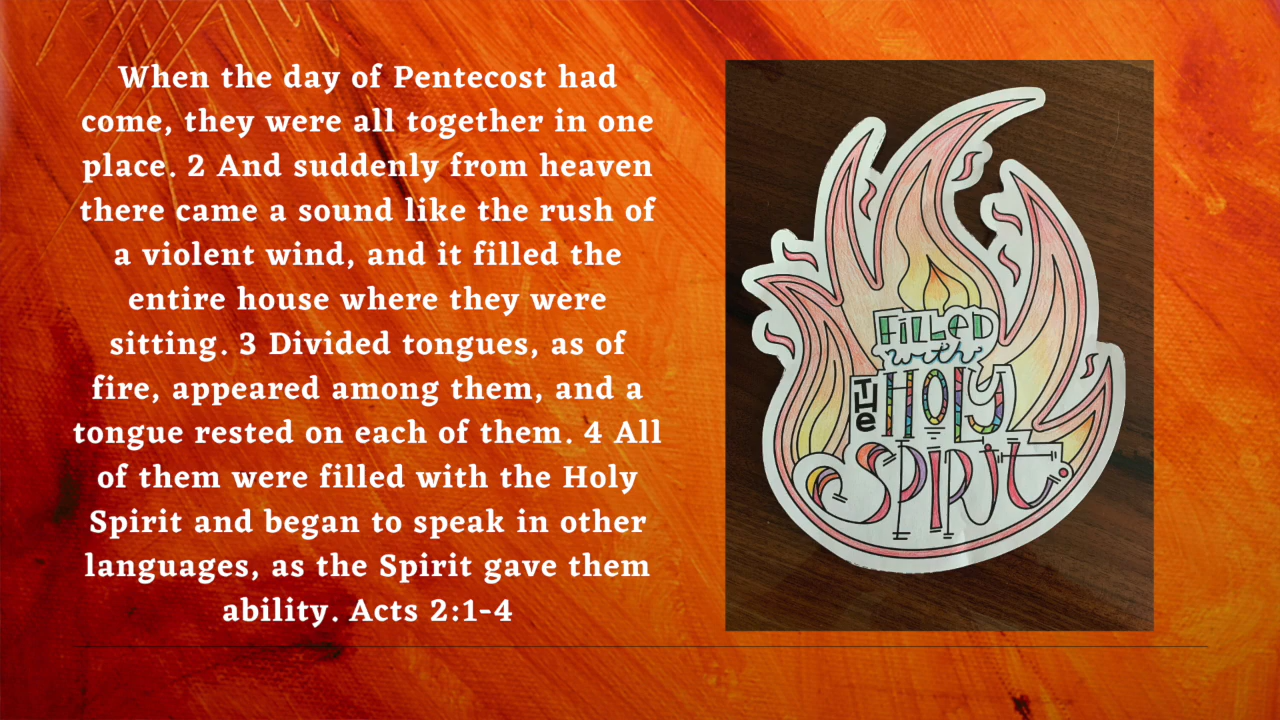 When the day of Pentecost had
come, they were all together in one
place. 2 And suddenly from heaven
there came a sound like the rush of
a violent wind, and it filled the
entire house where they were
sitting. 3 Divided tongues, as of
fire, appeared among them, and a
tongue rested on each of them. 4 All
of them were filled with the Holy
Spirit and began to speak in other
languages, as the Spirit gave them
ability. Acts 2:1-4
FiLLeD
with
THe HOLy
SPIRIT